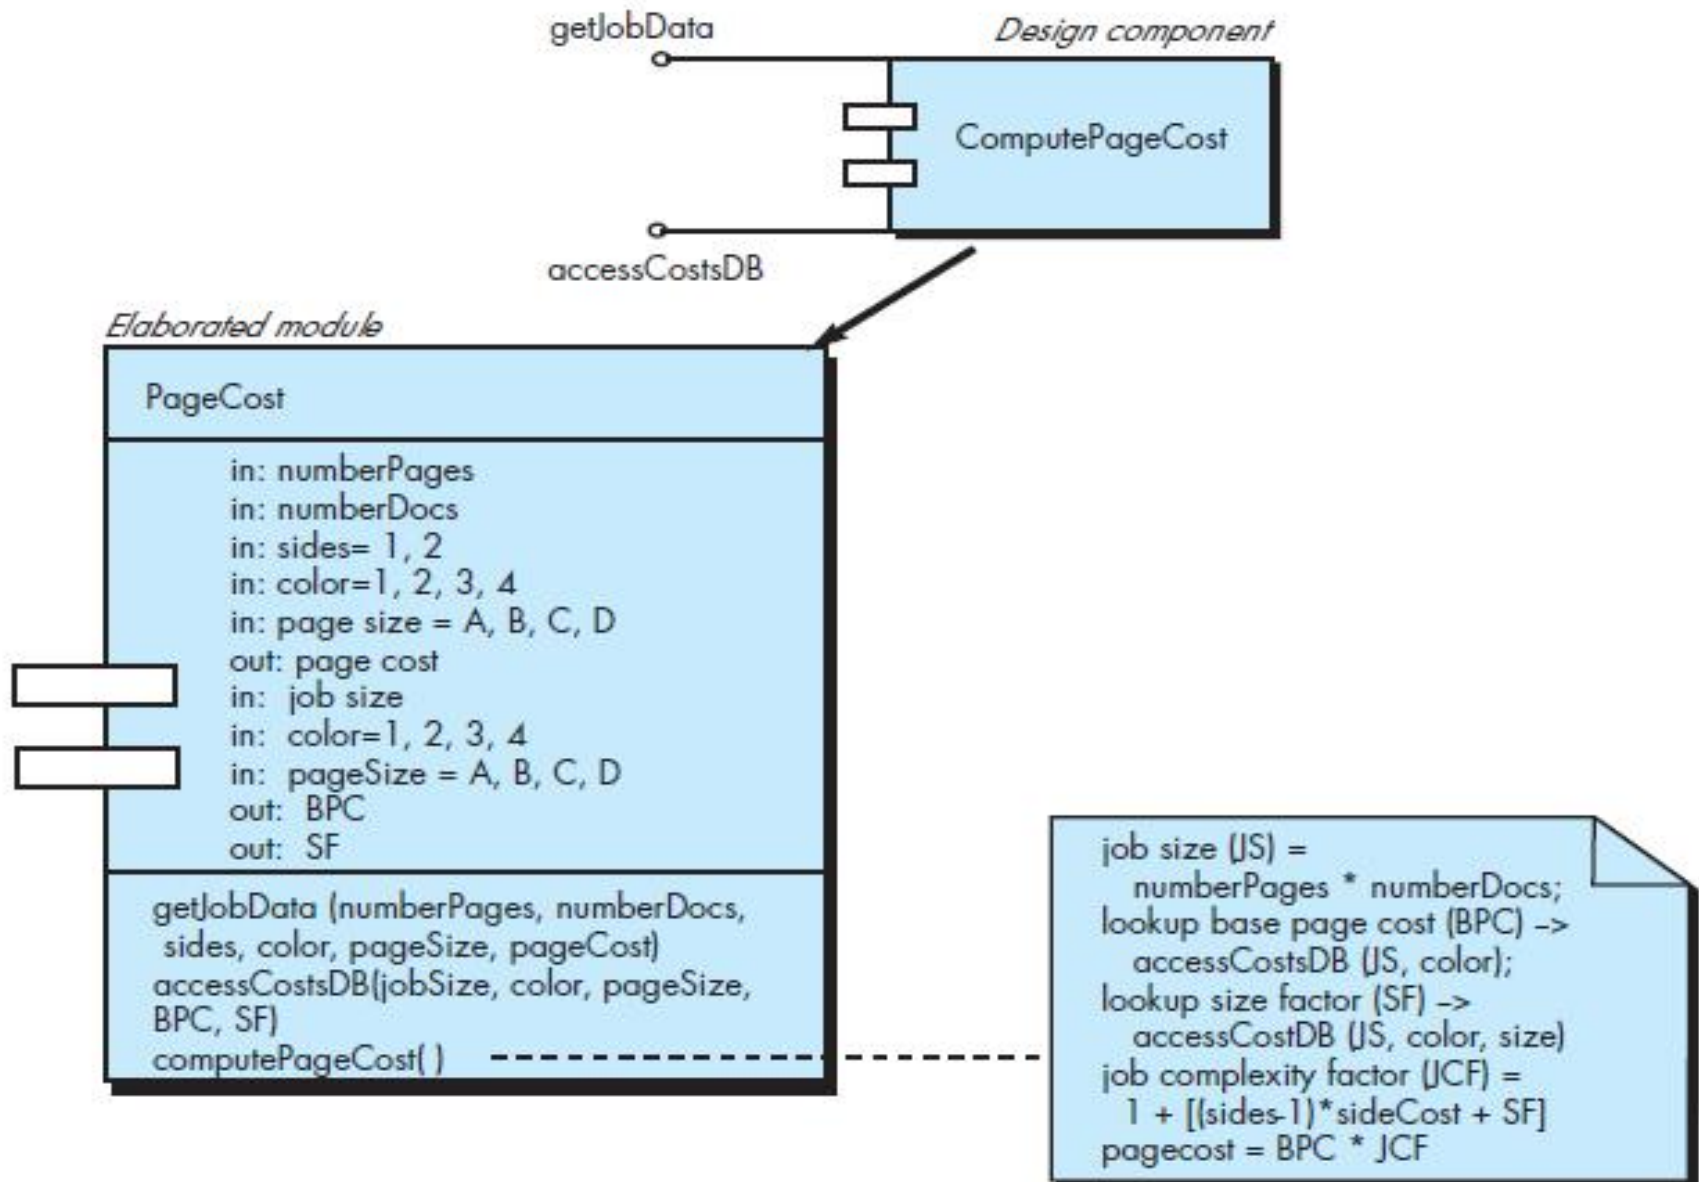 getJobData
Design component
ComputePageCost
accessCostsDB
Elaborated module
PageCost
in: numberPages
in: numberDocs
in: sides= 1, 2
in: color=1, 2, 3, 4
in: page size = A, B, C, D
out: page cost
in: job size
in: color=1, 2, 3, 4
in: pageSize = A, B, C, D
out: BPC
out: SF
getJobData (numberPages, numberDocs,
sides, color, pageSize, pageCost)
accessCostsDB(jobSize, color, pageSize,
BPC, SF)
computePageCost( )
job size (JS) =
numberPages * numberDocs;
lookup base page cost (BPC) -->
accessCostsDB (JS, color);
lookup size factor (SF) -->
accessCostDB (JS, color, size)
job complexity factor (JCF) =
1 + [(sides-1)*sideCost + SF]
pagecost = BPC * JCF